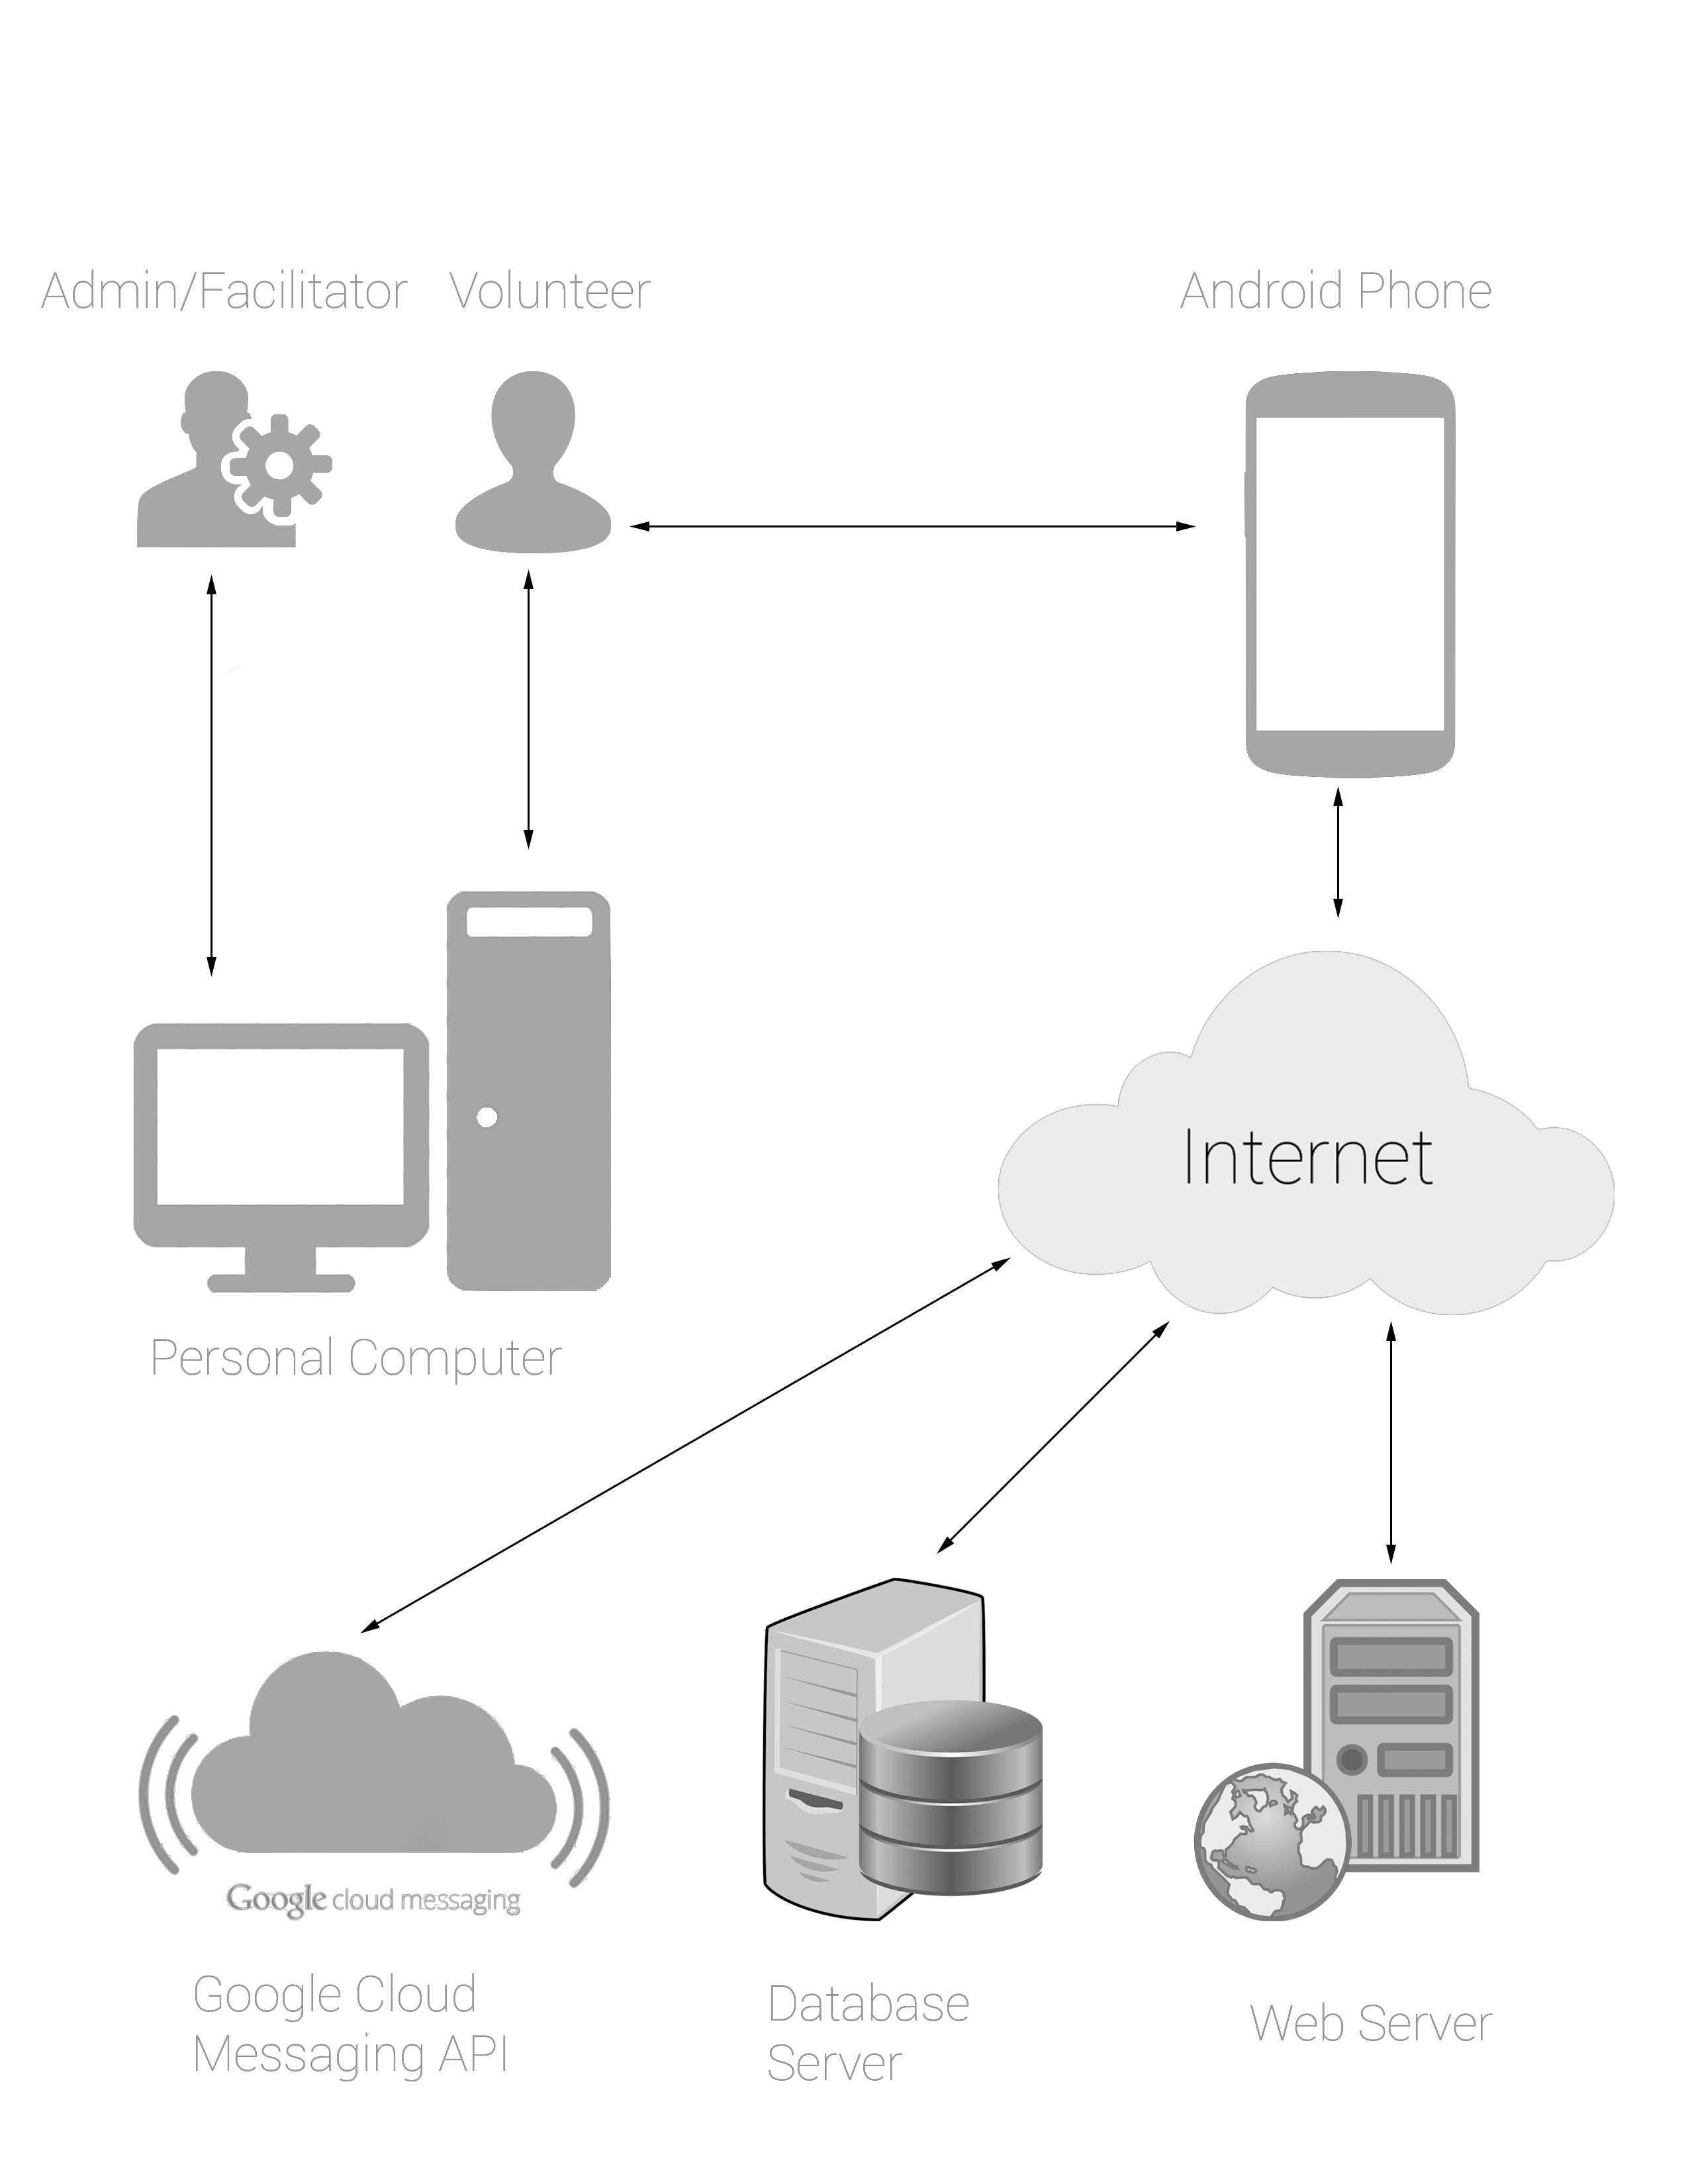 Admin/Facilitator
Volunteer
Android Phone
Internet
Personal Computer
Google cloud messaging
Google Cloud
Messaging API
Database
Server
Web Server